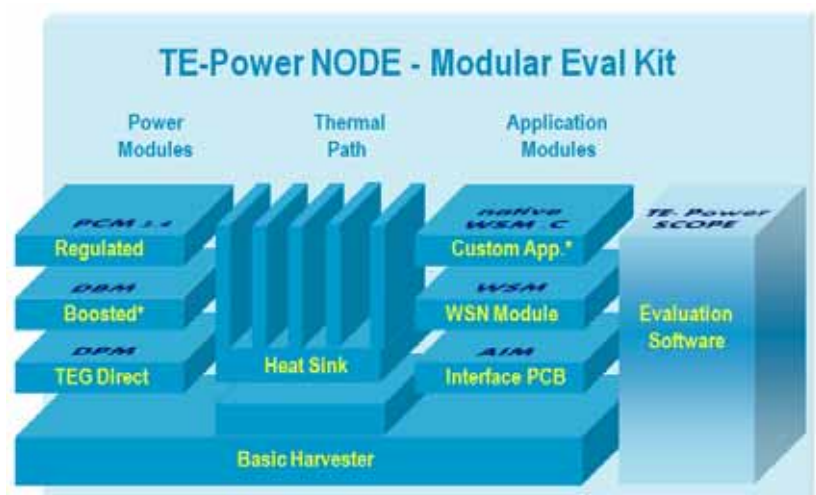 TE-Power NODE - Modular Eval Kit
Power
Modules
Thermal
Path
Application
Modules
PCM 1.4
Regulated
DBM
Boosted*
DPM
TEG Direct
Heat Sink
native
WSM C
Custom App.*
WSM
WSN Module
AIM
Interface PCB
TE- Power
SCOPE
Evaluation
Software
Basic Harvester